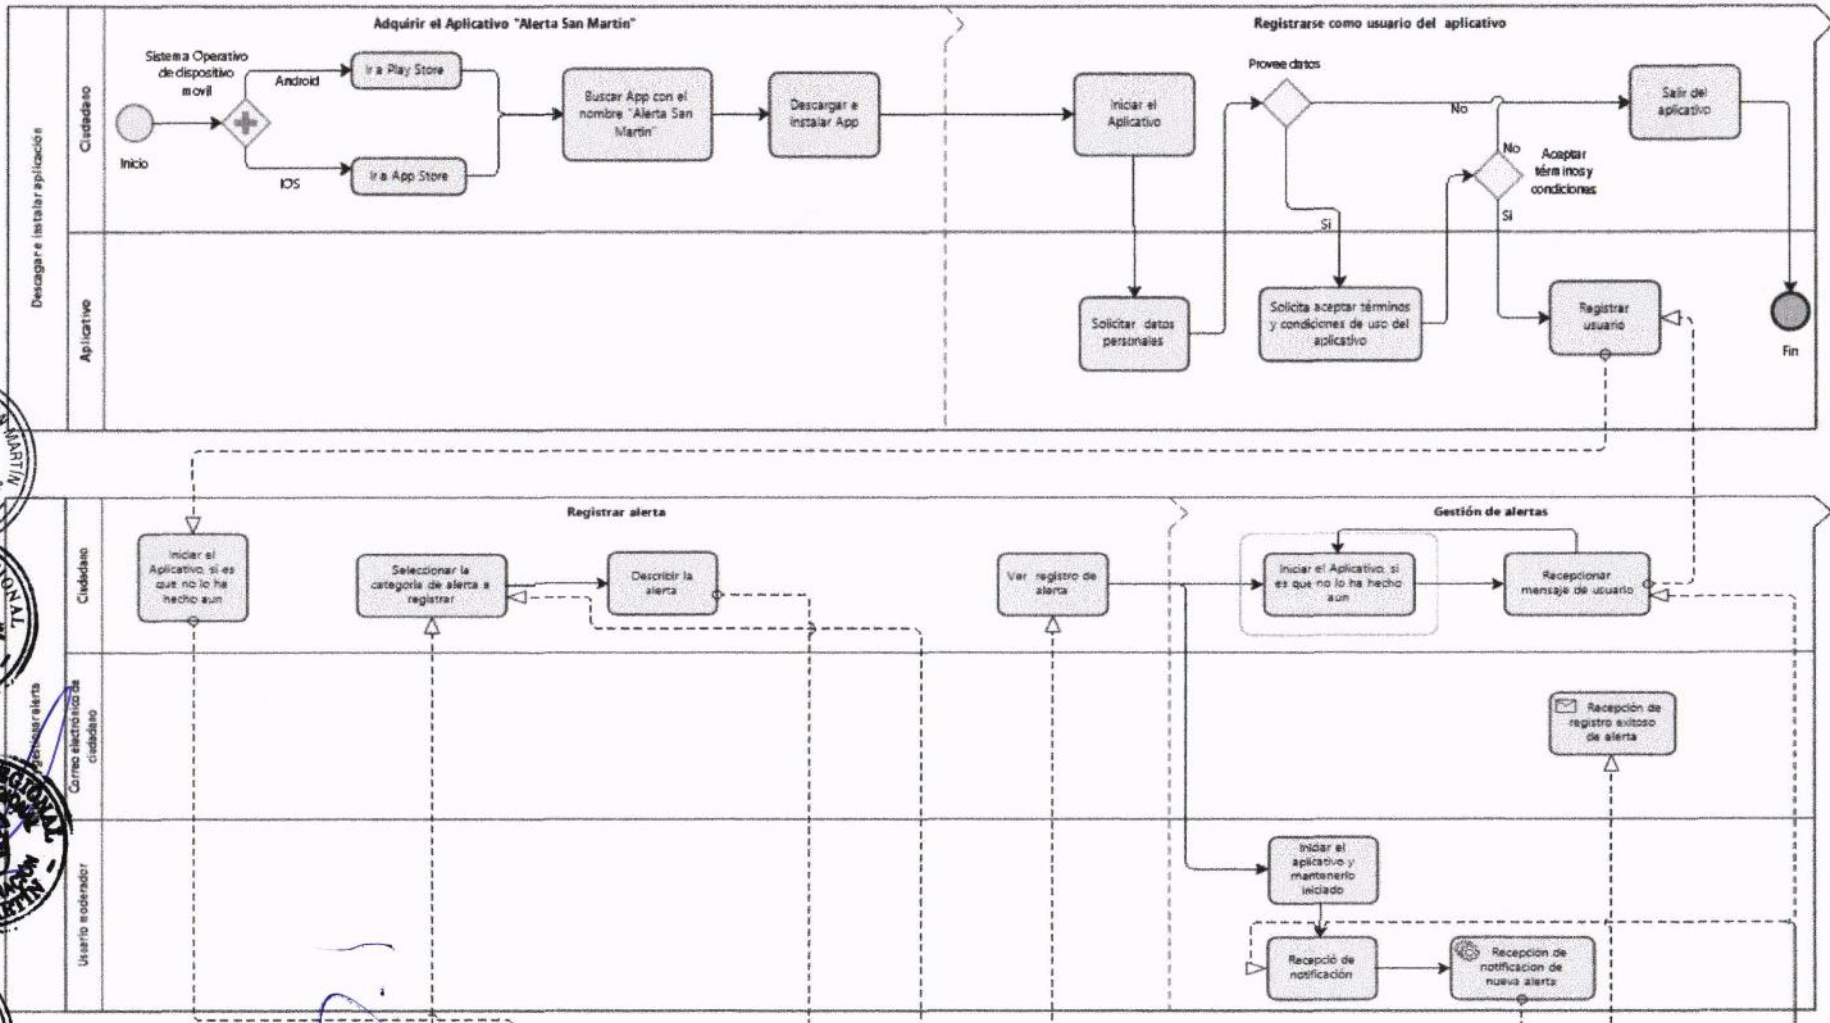 Adquirir el Aplicativo "Alerta San Martin"
Registrarse como usuario del aplicativo
Descagar e instalar aplicación
Ciudadano
Sistema Operativo
de dispositivo
movil
Inicio
Android
IOS
Ir a Play Store
Ir a App Store
Buscar App con el
nombre "Alerta San
Martin"
Descargar e
instalar App
Iniciar el
Aplicativo
Provee datos
No
Si
No
Si
Aceptar
términos y
condiciones
Salir del
aplicativo
Aplicativo
Solicitar datos
personales
Solicita aceptar términos
y condiciones de uso del
aplicativo
Registrar
usuario
Fin
Registrar alerta
Gestión de alertas
Ciudadano
Iniciar el
Aplicativo, si es
que no lo ha
hecho aun
Seleccionar la
categoría de alerta a
registrar
Describir la
alerta
Ver registro de
alerta
Iniciar el Aplicativo, si
es que no lo ha hecho
aun
Recepcionar
mensaje de usuario
Correo electrónico de
ciudadano
Recepción de
registro exitoso
de alerta
Usuario moderador
Iniciar el
aplicativo y
mantenerlo
iniciado
Recepció de
notificación
Recepción de
notificacion de
nueva alerta